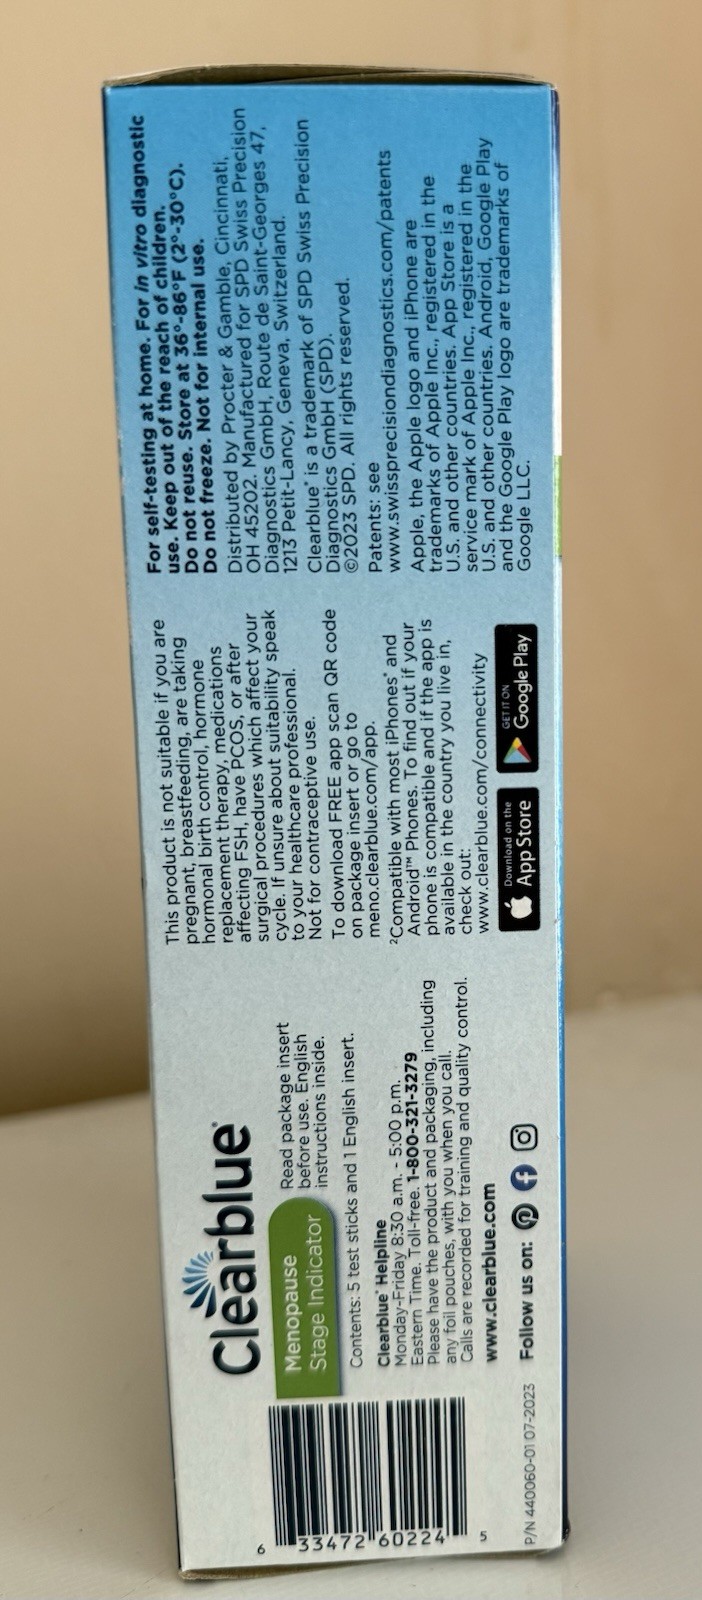 Clearblue®
Menopause
Stage Indicator
Read package insert
before use. English
instructions inside.
Contents: 5 test sticks and 1 English insert.
Clearblue® Helpline
Monday-Friday 8:30 a.m. - 5:00 p.m.
Eastern Time. Toll-free. 1-800-321-3279
Please have the product and packaging, including
any foil pouches, with you when you call.
Calls are recorded for training and quality control.
www.clearblue.com
Follow us on:
6 33472 60224 5
P/N 440060-01 07-2023
This product is not suitable if you are
pregnant, breastfeeding, are taking
hormonal birth control, hormone
replacement therapy, medications
affecting FSH, have PCOS, or after
surgical procedures which affect your
cycle. If unsure about suitability speak
to your healthcare professional.
Not for contraceptive use.
To download FREE app scan QR code
on package insert or go to
meno.clearblue.com/app.
²Compatible with most iPhones® and
Android™ Phones. To find out if your
phone is compatible and if the app is
available in the country you live in,
check out:
www.clearblue.com/connectivity
Download on the
App Store
GET IT ON
Google Play
For self-testing at home. For in vitro diagnostic
use. Keep out of the reach of children.
Do not reuse. Store at 36°-86°F (2°-30°C).
Do not freeze. Not for internal use.
Distributed by Procter & Gamble, Cincinnati,
OH 45202. Manufactured for SPD Swiss Precision
Diagnostics GmbH, Route de Saint-Georges 47,
1213 Petit-Lancy, Geneva, Switzerland.
Clearblue® is a trademark of SPD Swiss Precision
Diagnostics GmbH (SPD).
©2023 SPD. All rights reserved.
Patents: see
www.swissprecisiondiagnostics.com/patents
Apple, the Apple logo and iPhone are
trademarks of Apple Inc., registered in the
U.S. and other countries. App Store is a
service mark of Apple Inc., registered in the
U.S. and other countries. Android, Google Play
and the Google Play logo are trademarks of
Google LLC.